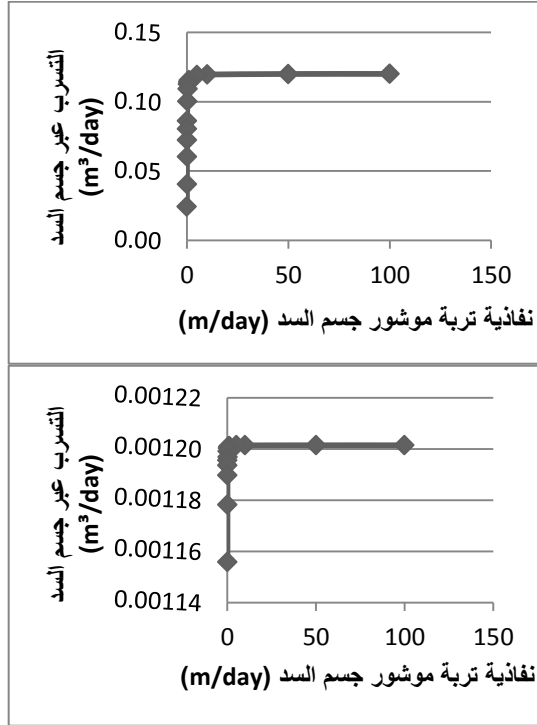 0.15
0.10
0.05
0.00
0
50
100
150
التسرب عبر جسم السد
(m³/day)
نفاذية تربة موشور جسم السد (m/day)
0.00122
0.00120
0.00118
0.00116
0.00114
0
50
100
150
التسرب عبر جسم السد
(m³/day)
نفاذية تربة موشور جسم السد (m/day)